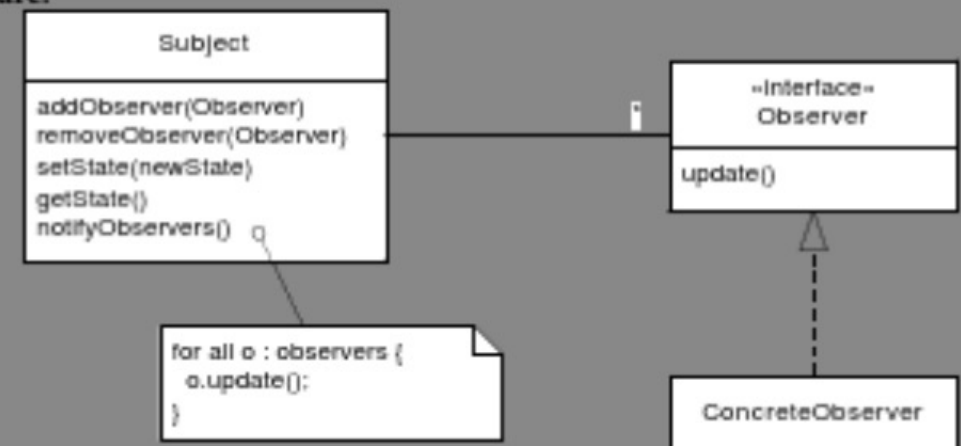 Subject
addObserver(Observer)
removeObserver(Observer)
setState(newState)
getState()
notifyObservers()
*
«Interface»
Observer
update()
for all o : observers {
o.update();
}
ConcreteObserver